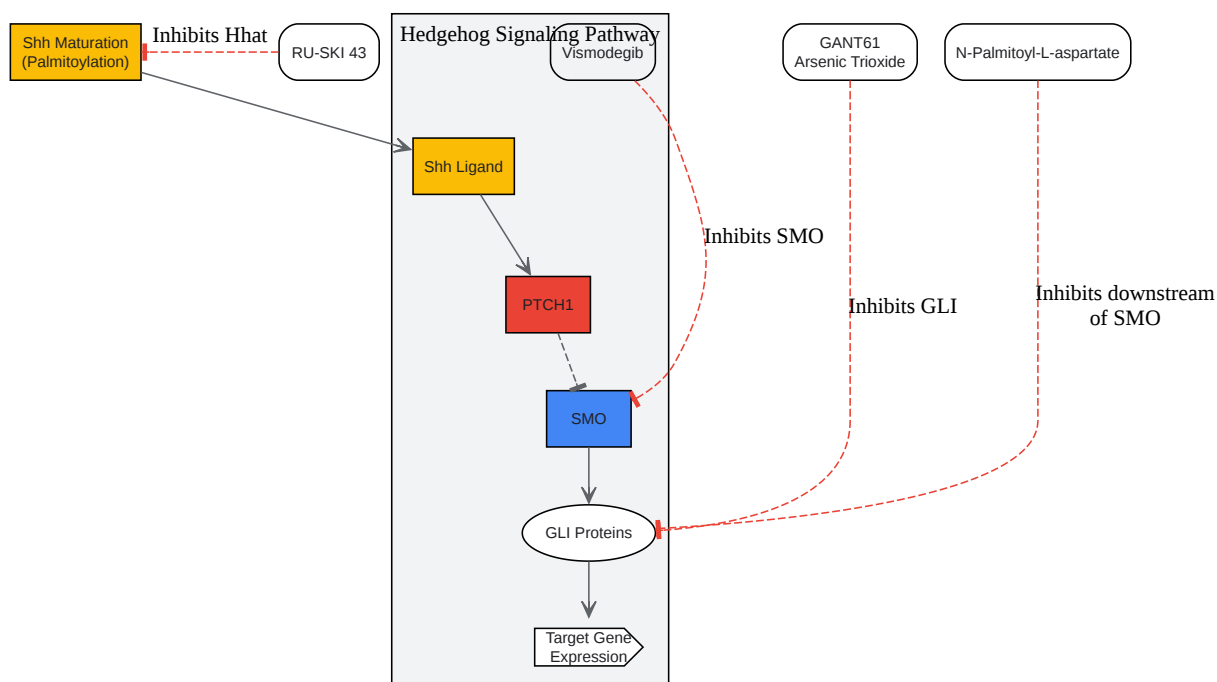 Shh Maturation
(Palmitoylation)
Inhibits Hhat
RU-SKI 43
Hedgehog Signaling Pathway
Vismodegib
GANT61
Arsenic Trioxide
N-Palmitoyl-L-aspartate
Shh Ligand
Inhibits SMO
PTCH1
Inhibits GLI
Inhibits downstream
of SMO
SMO
GLI Proteins
Target Gene
Expression